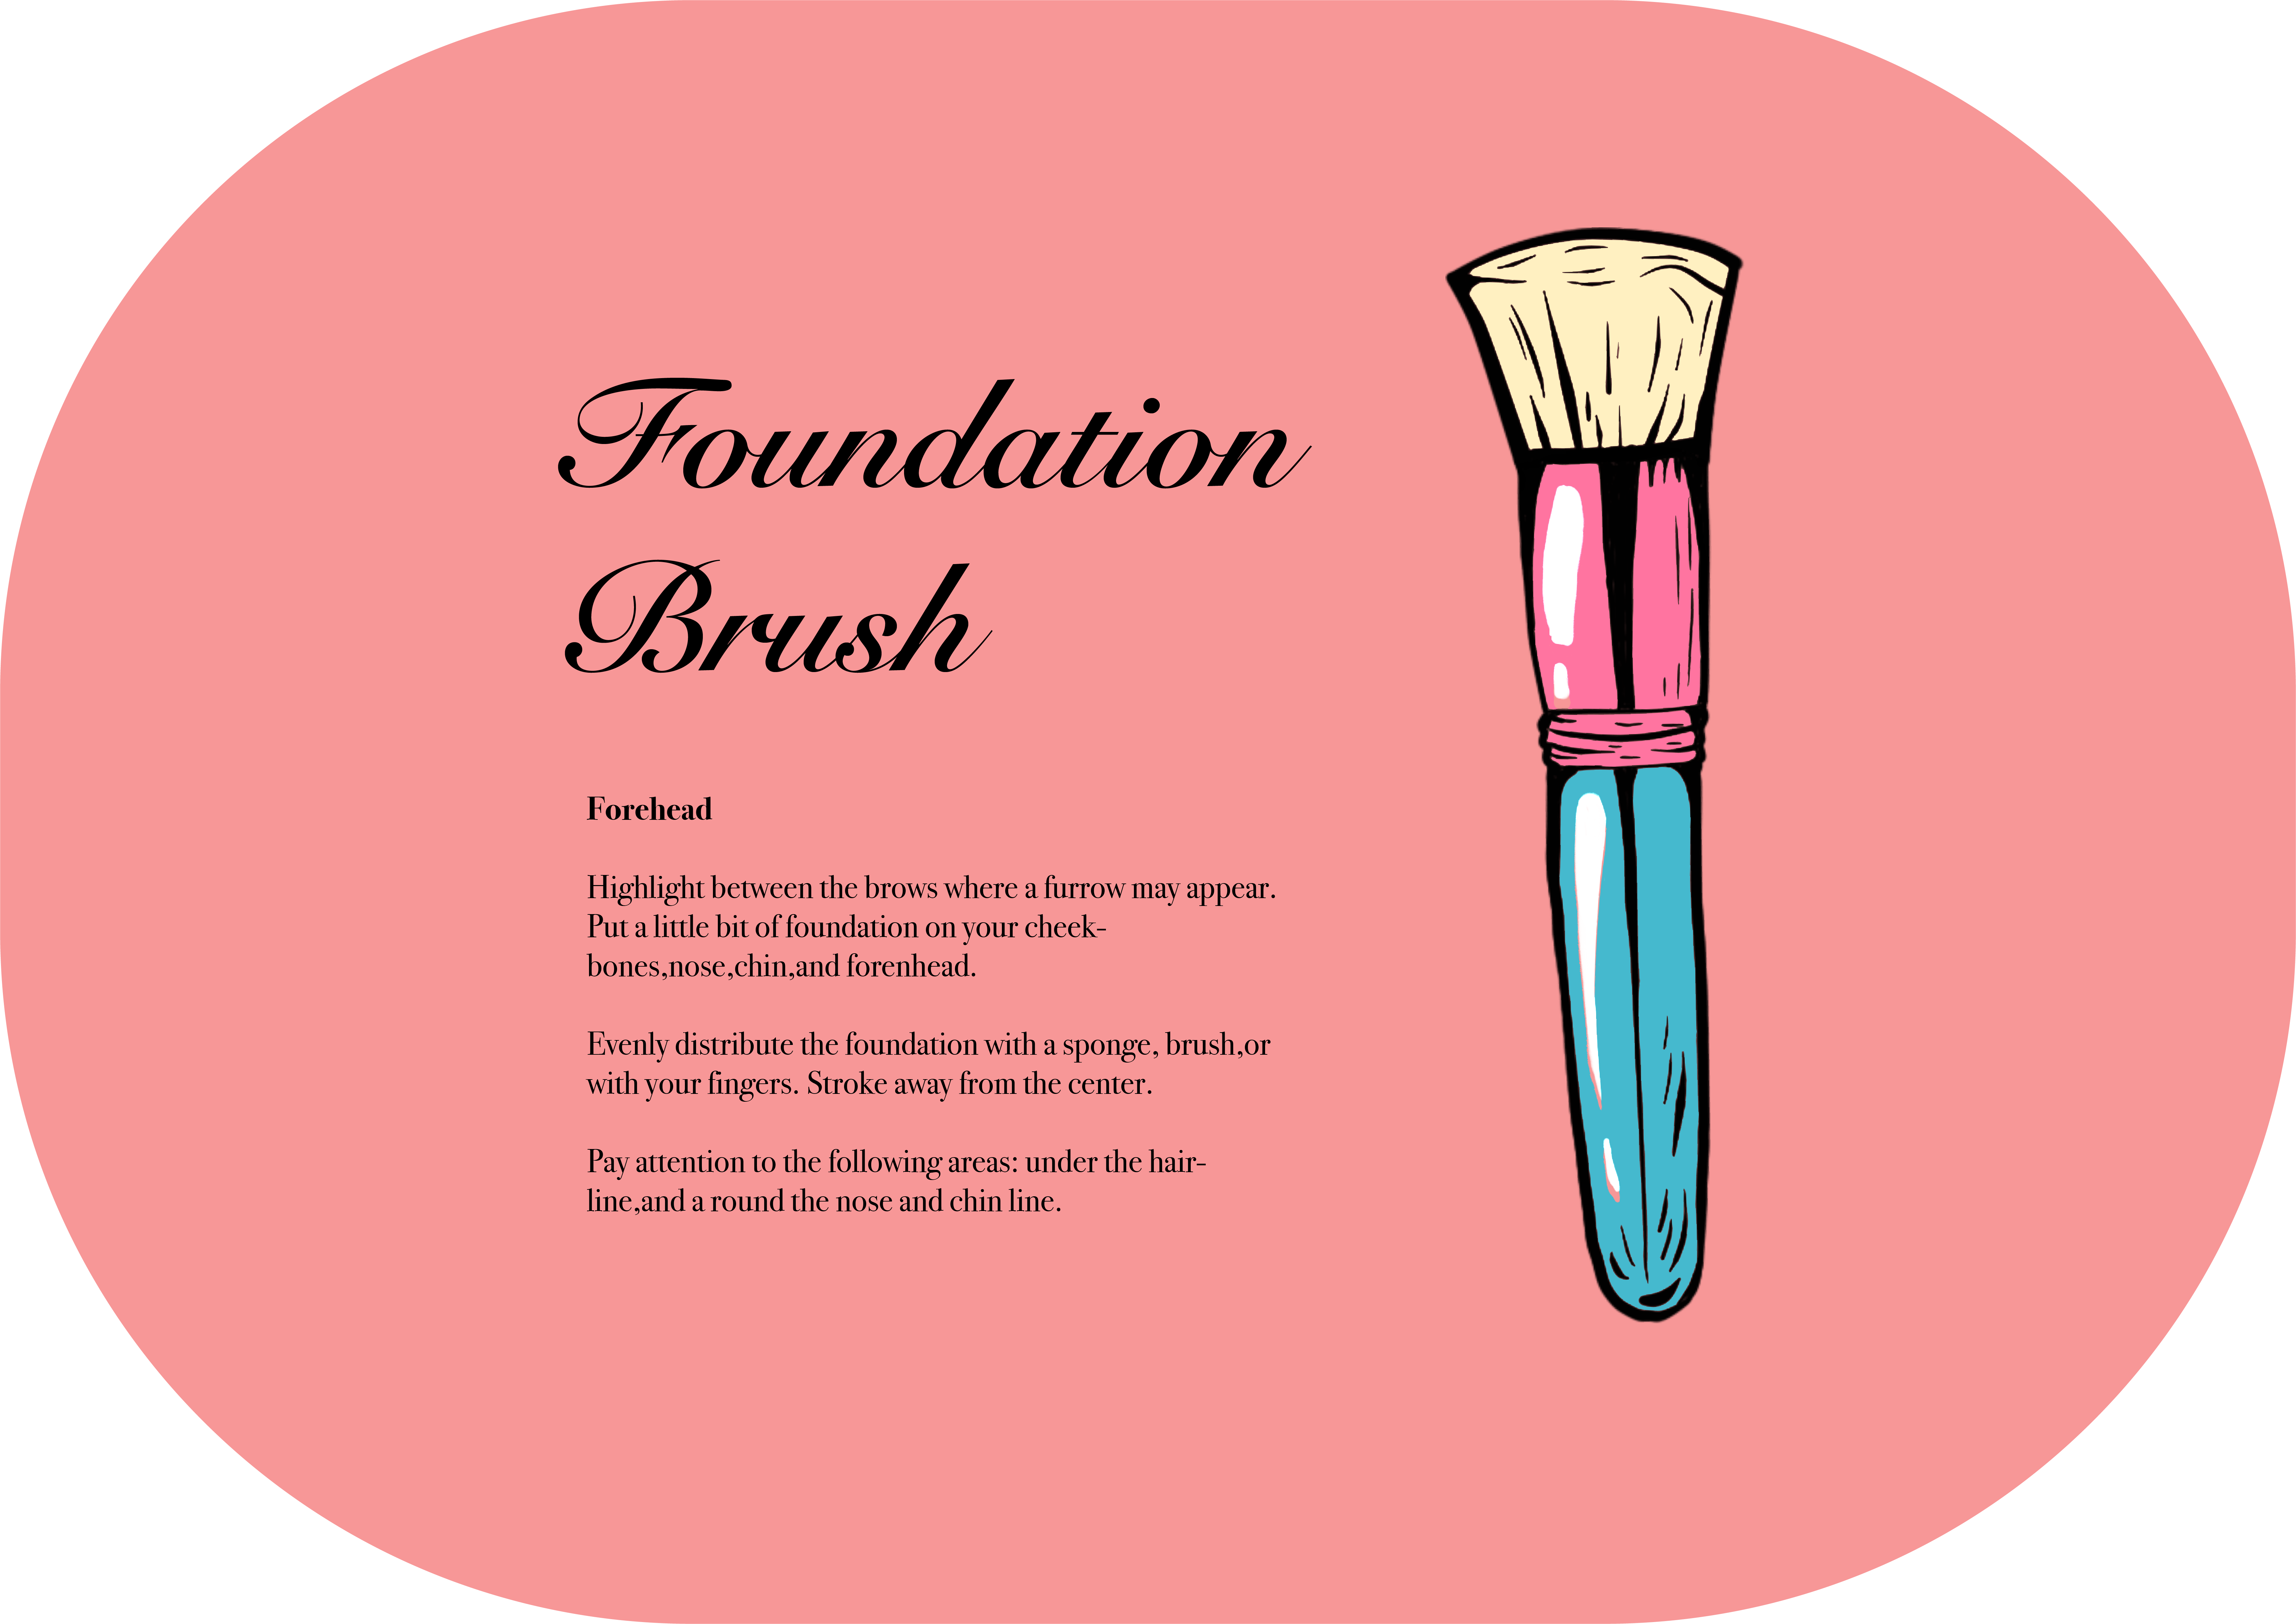 Foundation
Brush
Forehead
Highlight between the brows where a furrow may appear.
Put a little bit of foundation on your cheek-
bones,nose,chin,and forenhead.
Evenly distribute the foundation with a sponge, brush,or
with your fingers. Stroke away from the center.
Pay attention to the following areas: under the hair-
line,and a round the nose and chin line.